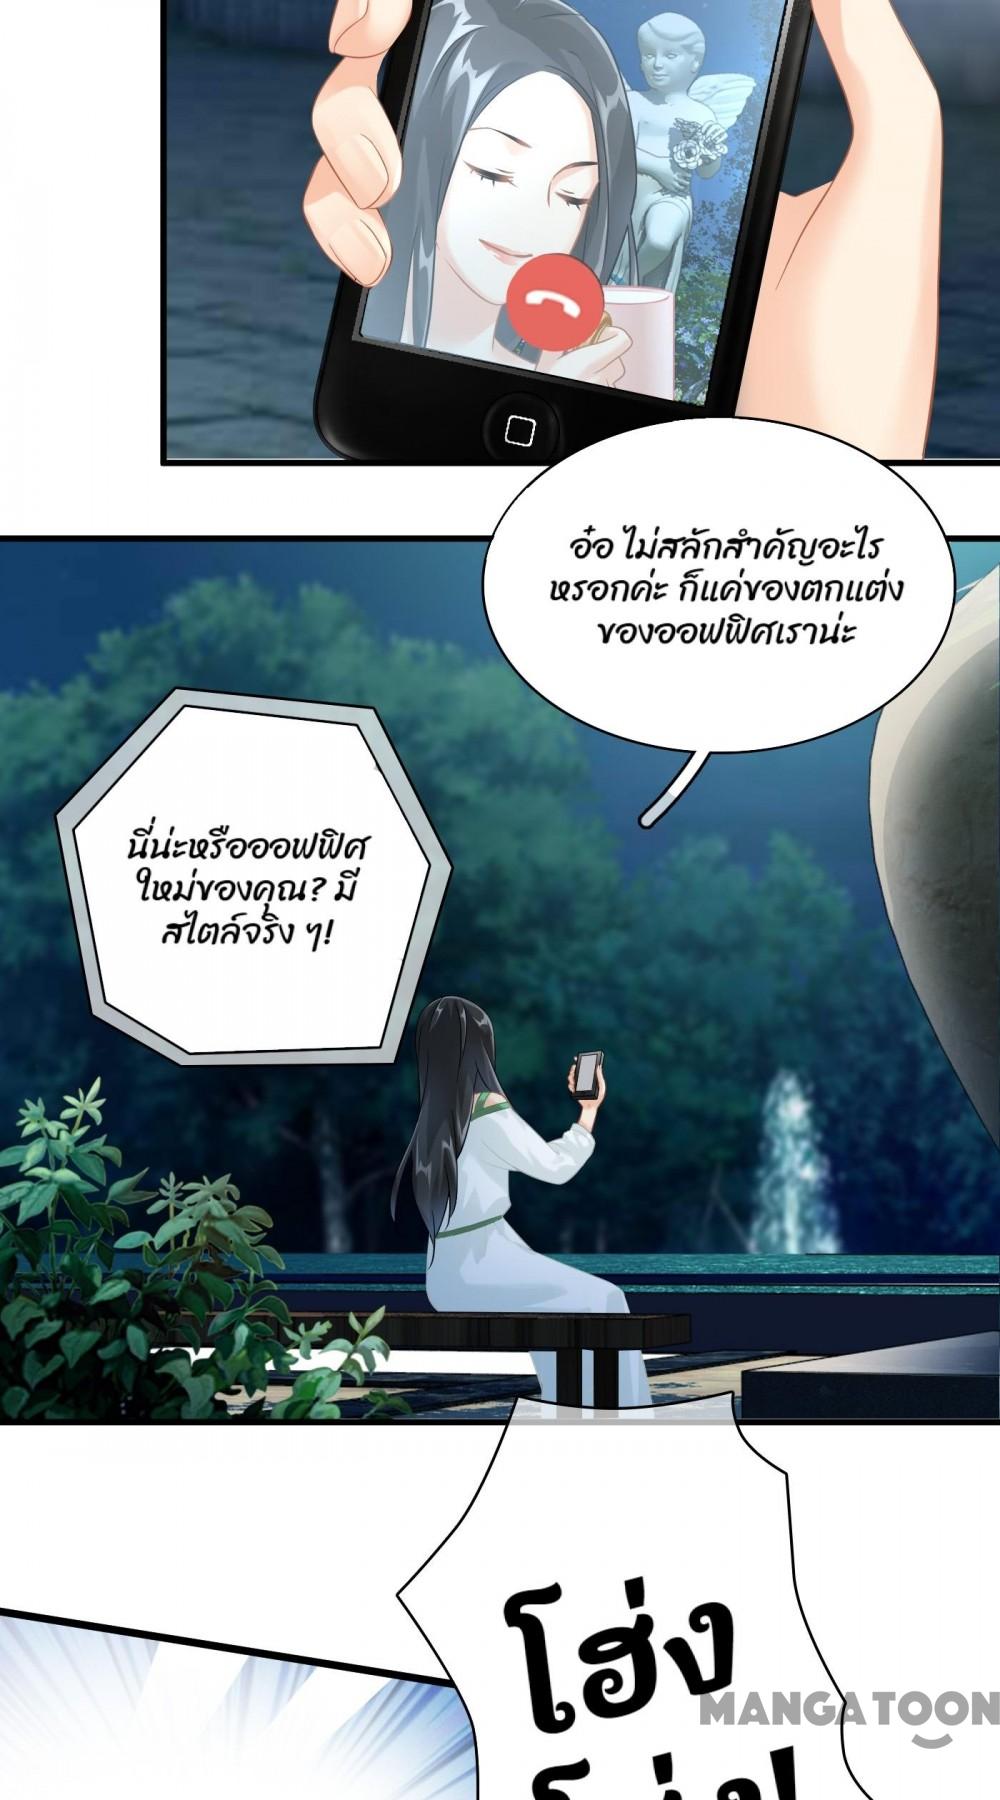 อ๋อ ไม่สลักสำคัญอะไร
หรอกค่ะ ก็แค่ของตกแต่ง
ของออฟฟิศเราน่ะ
นี่น่ะหรือออฟฟิศ
ใหม่ของคุณ? มี
สไตล์จริง ๆ!
โฮ่ง
MANGATOON